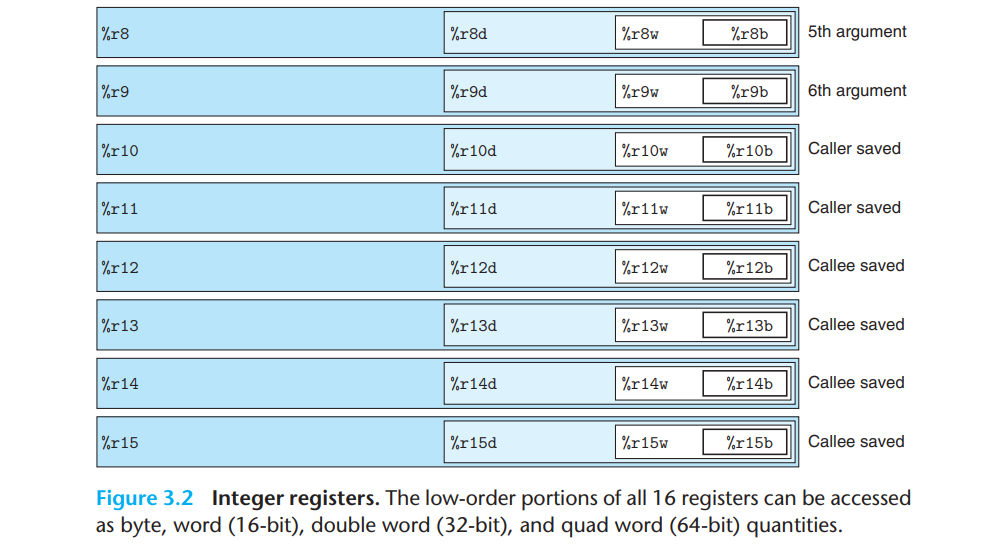 %r8 %r8d %r8w %r8b 5th argument
%r9 %r9d %r9w %r9b 6th argument
%r10 %r10d %r10w %r10b Caller saved
%r11 %r11d %r11w %r11b Caller saved
%r12 %r12d %r12w %r12b Callee saved
%r13 %r13d %r13w %r13b Callee saved
%r14 %r14d %r14w %r14b Callee saved
%r15 %r15d %r15w %r15b Callee saved
Figure 3.2 Integer registers. The low-order portions of all 16 registers can be accessed
as byte, word (16-bit), double word (32-bit), and quad word (64-bit) quantities.